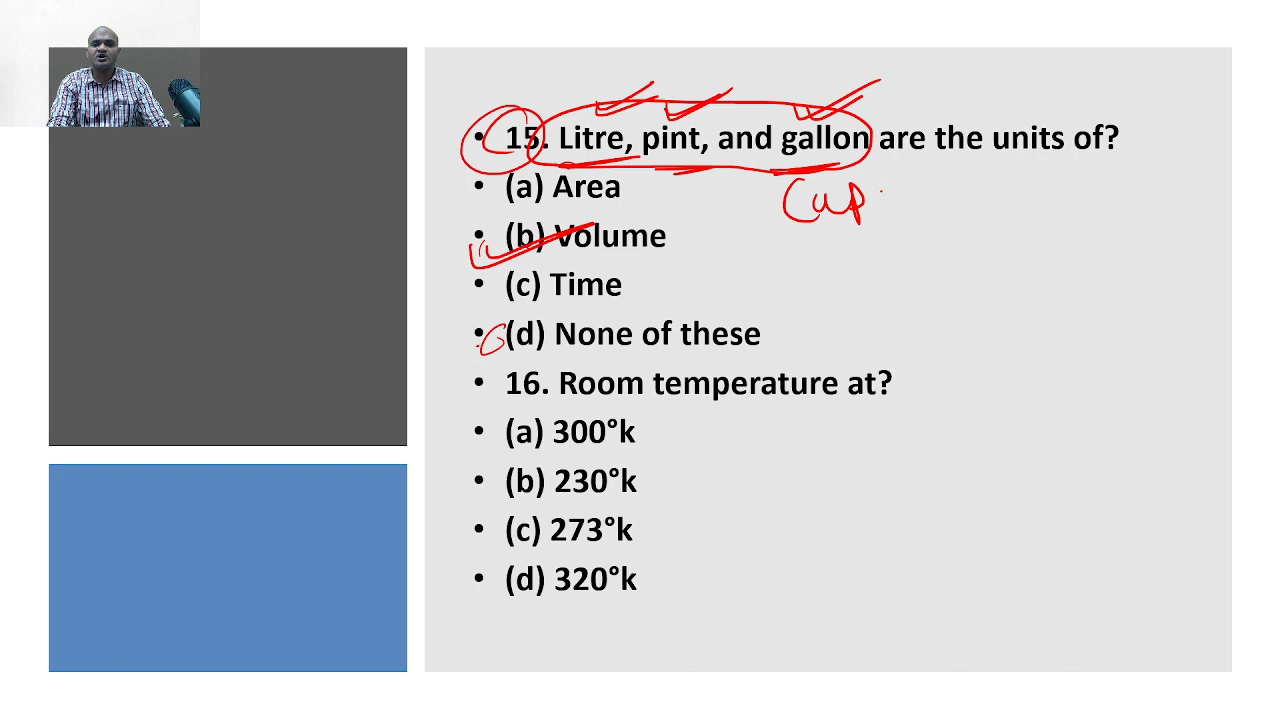 • 15. Litre, pint, and gallon are the units of?
• (a) Area
Cup
• (b) Volume
• (c) Time
• (d) None of these
• 16. Room temperature at?
• (a) 300°k
• (b) 230°k
• (c) 273°k
• (d) 320°k